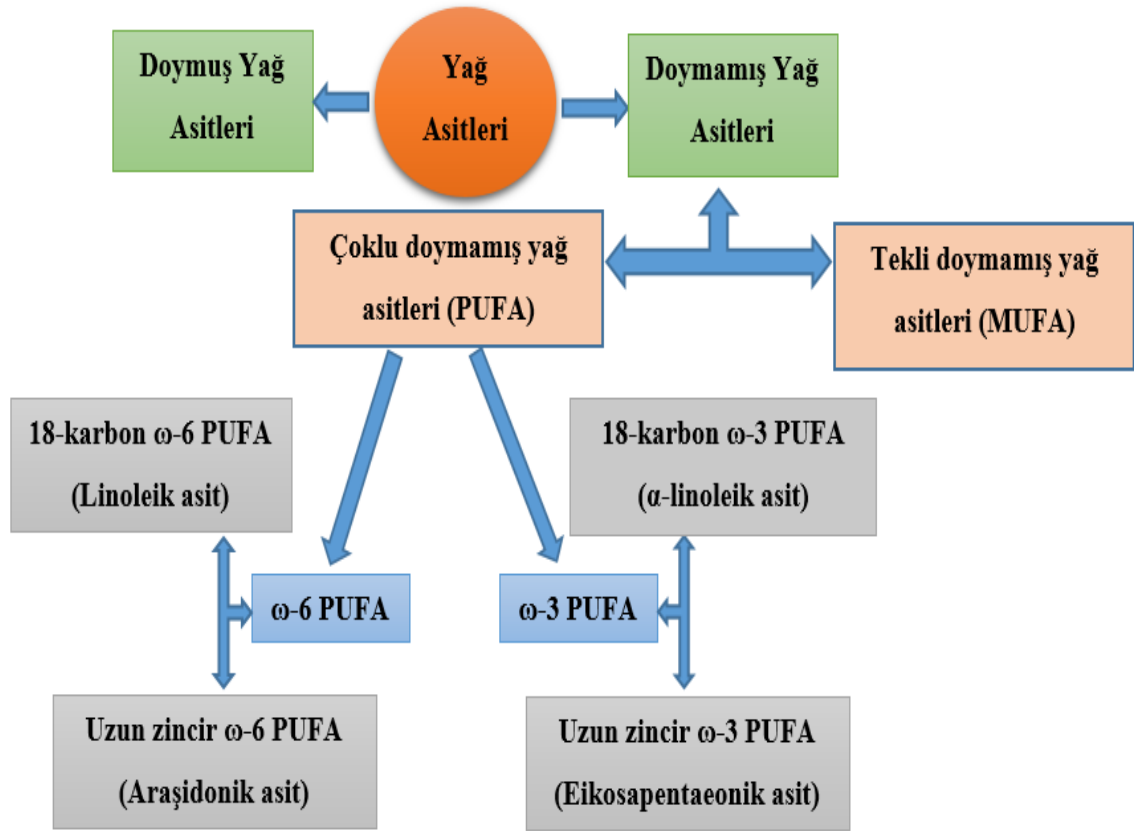 Doymuş Yağ
Asitleri
Yağ
Asitleri
Doymamış Yağ
Asitleri
Çoklu doymamış yağ
asitleri (PUFA)
Tekli doymamış yağ
asitleri (MUFA)
18-karbon ω-6 PUFA
(Linoleik asit)
18-karbon ω-3 PUFA
(α-linoleik asit)
ω-6 PUFA
ω-3 PUFA
Uzun zincir ω-6 PUFA
(Araşidonik asit)
Uzun zincir ω-3 PUFA
(Eikosapentaeonik asit)